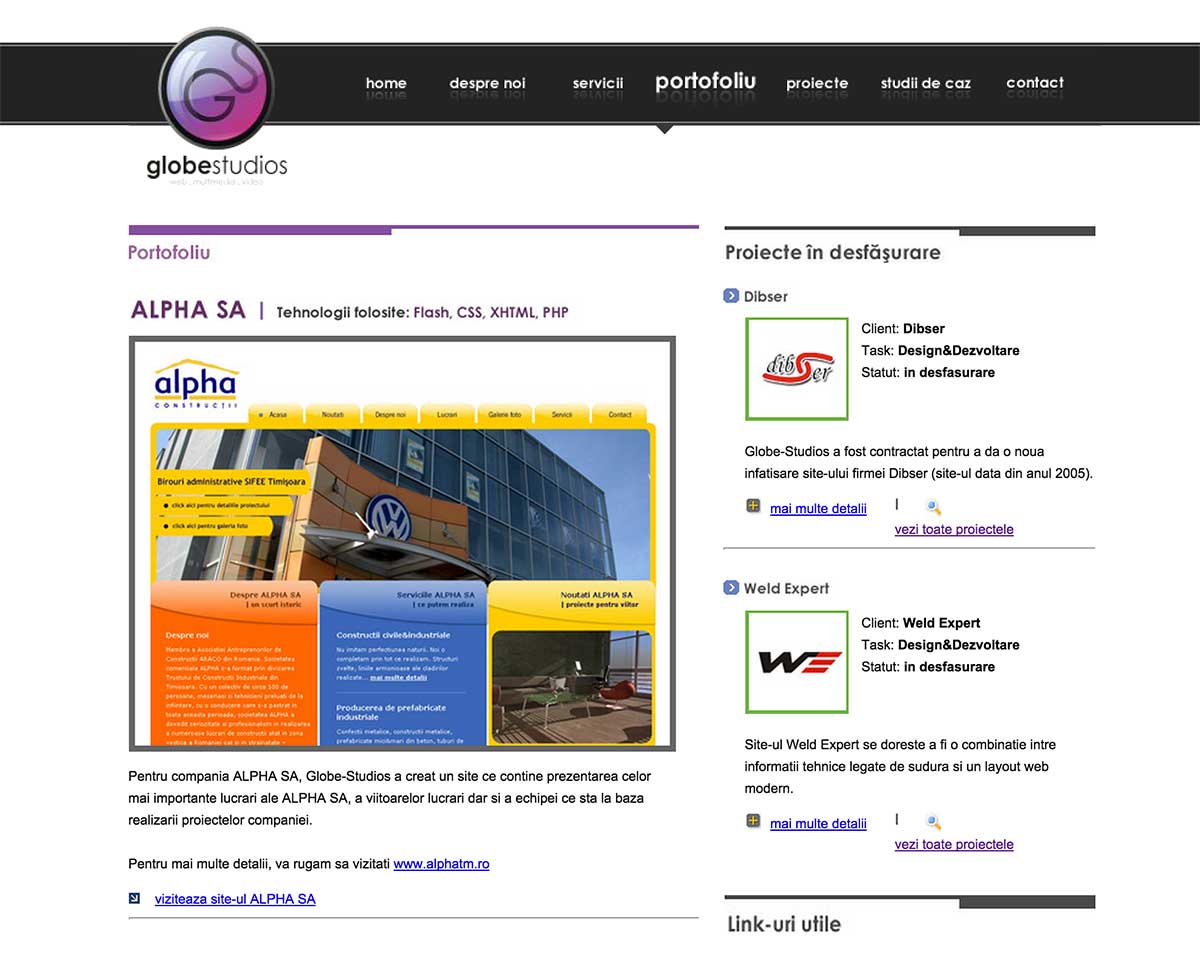 home despre noi servicii portofoliu proiecte studii de caz contact
globestudios
web . multimedia . video
Portofoliu
ALPHA SA | Tehnologii folosite: Flash, CSS, XHTML, PHP
alpha
CONSTRUCȚII
Acasa Noutati Despre noi Lucrari Galerie foto Servicii Contact
Birouri administrative SIFEE Timişoara
click aici pentru detaliile proiectului
click aici pentru galeria foto
Despre ALPHA SA
| un scurt istoric
Despre noi
Membra a Asociatiei Antreprenorilor de
Constructii ARACO din Romania. Societatea
comerciala ALPHA s-a format prin divizarea
Trustului de Constructii Industriale din
Timisoara. Cu un colectiv de circa 100 de
persoane, meseriasi si tehnicieni preluati de la
infiintare, cu o conducere care s-a pastrat in
toata aceasta perioada, societatea ALPHA a
dovedit seriozitate si profesionalism in realizarea
a numeroase lucrari de constructii atat in zona
vestica a Romaniei cat si in strainatate -
Serviciile ALPHA SA
| ce putem realiza
Constructii civile&industriale
Nu imitam perfectiunea naturii. Noi o
completam prin tot ce realizam. Structuri
zvelte, linii armonioase ale cladirilor
realizate... mai multe detalii
Producerea de prefabricate
industriale
Confectii metalice, constructii metalice,
prefabricate mici&mari din beton, tuburi de
Noutati ALPHA SA
| proiecte pentru viitor
Pentru compania ALPHA SA, Globe-Studios a creat un site ce contine prezentarea celor
mai importante lucrari ale ALPHA SA, a viitoarelor lucrari dar si a echipei ce sta la baza
realizarii proiectelor companiei.
Pentru mai multe detalii, va rugam sa vizitati www.alphatm.ro
viziteaza site-ul ALPHA SA
Proiecte în desfăşurare
Dibser
dibSer
Client: Dibser
Task: Design&Dezvoltare
Statut: in desfasurare
Globe-Studios a fost contractat pentru a da o noua
infatisare site-ului firmei Dibser (site-ul data din anul 2005).
mai multe detalii |
vezi toate proiectele
Weld Expert
WE
Client: Weld Expert
Task: Design&Dezvoltare
Statut: in desfasurare
Site-ul Weld Expert se doreste a fi o combinatie intre
informatii tehnice legate de sudura si un layout web
modern.
mai multe detalii |
vezi toate proiectele
Link-uri utile